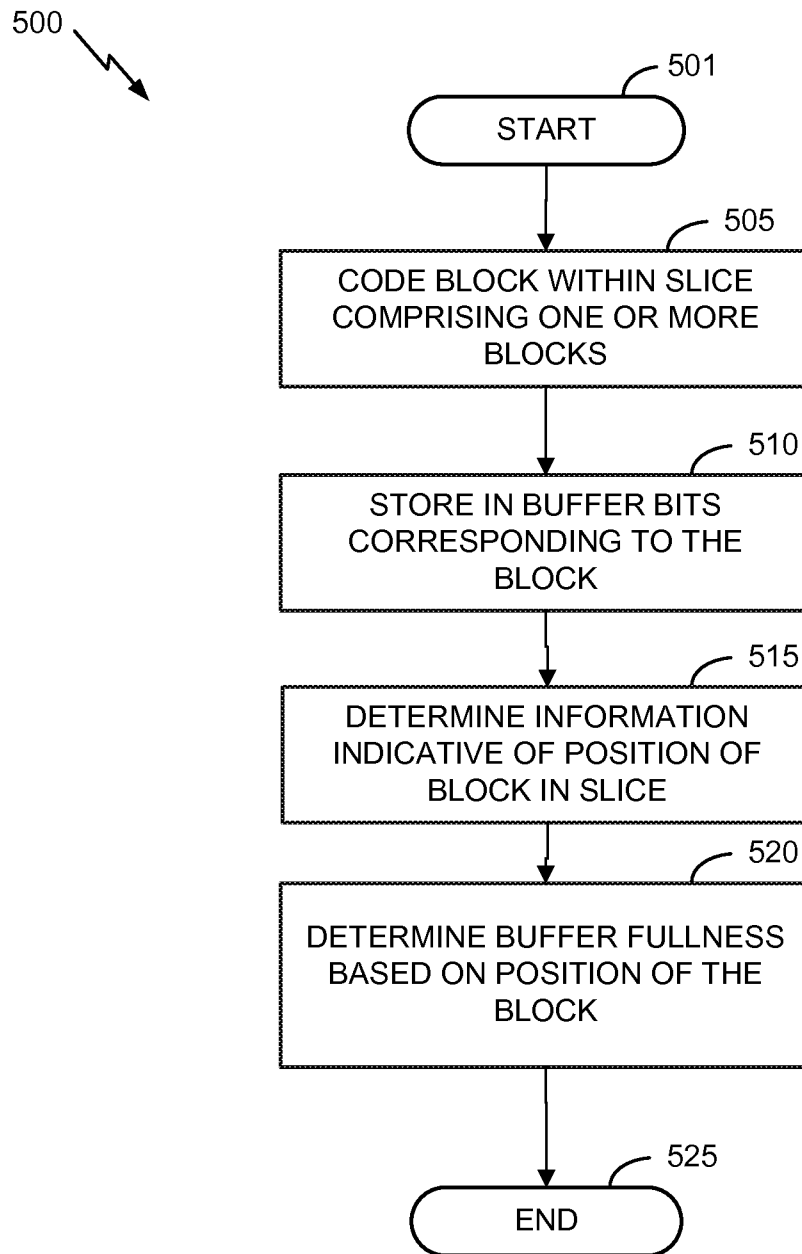 500
501
START
505
CODE BLOCK WITHIN SLICE
COMPRISING ONE OR MORE
BLOCKS
510
STORE IN BUFFER BITS
CORRESPONDING TO THE
BLOCK
515
DETERMINE INFORMATION
INDICATIVE OF POSITION OF
BLOCK IN SLICE
520
DETERMINE BUFFER FULLNESS
BASED ON POSITION OF THE
BLOCK
525
END